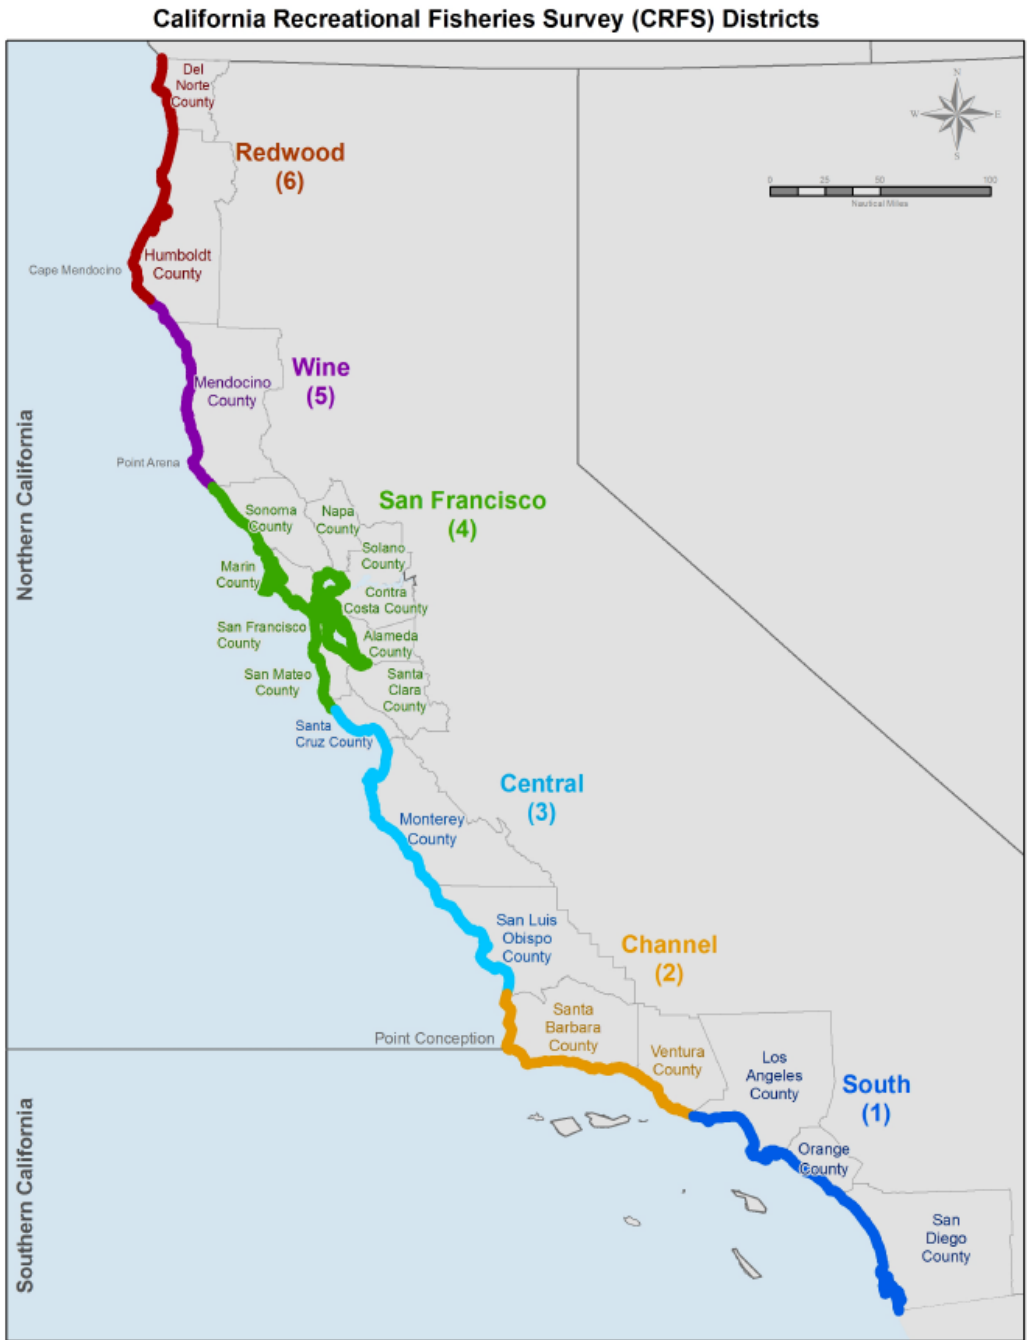 California Recreational Fisheries Survey (CRFS) Districts
Del
Norte
County
N
W
E
S
Redwood
(6)
0
25
50
100
Nautical Miles
Humboldt
County
Cape Mendocino
Wine
(5)
Mendocino
County
Point Arena
Northern California
San Francisco
(4)
Sonoma
County
Napa
County
Solano
County
Marin
County
Contra
Costa County
San Francisco
County
Alameda
County
San Mateo
County
Santa
Clara
County
Santa
Cruz County
Central
(3)
Monterey
County
San Luis
Obispo
County
Channel
(2)
Santa
Barbara
County
Point Conception
Ventura
County
Los
Angeles
County
South
(1)
Southern California
Orange
County
San
Diego
County